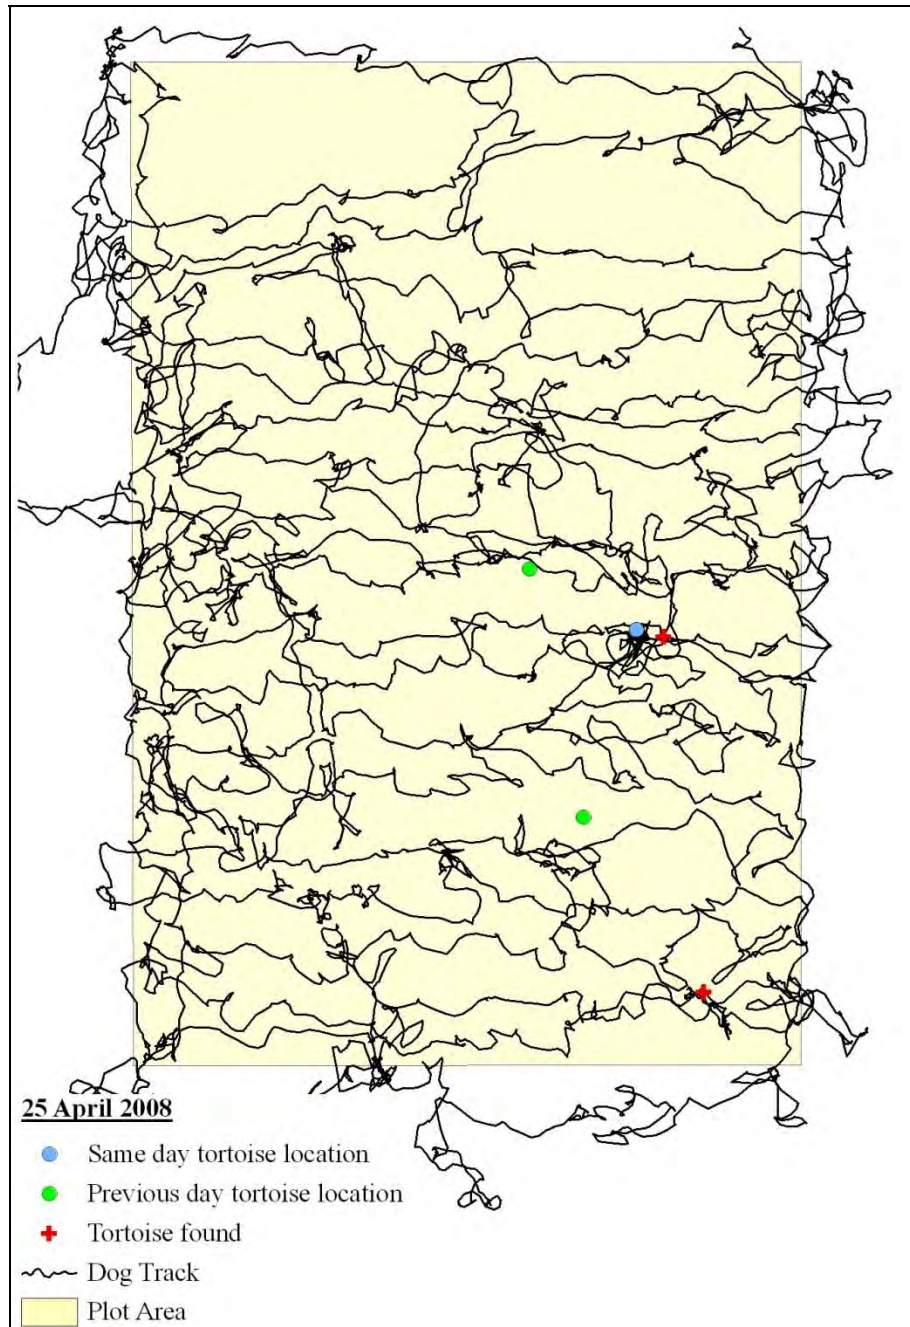 25 April 2008
Same day tortoise location
Previous day tortoise location
Tortoise found
Dog Track
Plot Area